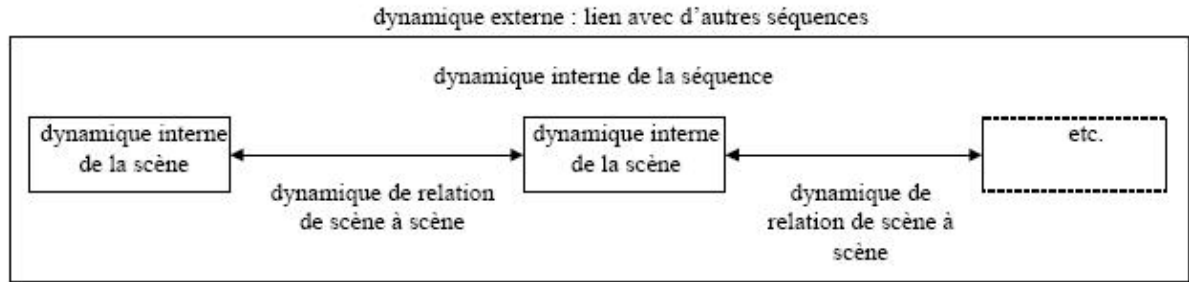 dynamique externe : lien avec d'autres séquences
dynamique interne de la séquence
dynamique interne
de la scène
dynamique de relation
de scène à scène
dynamique interne
de la scène
dynamique de
relation de scène à
scène
etc.